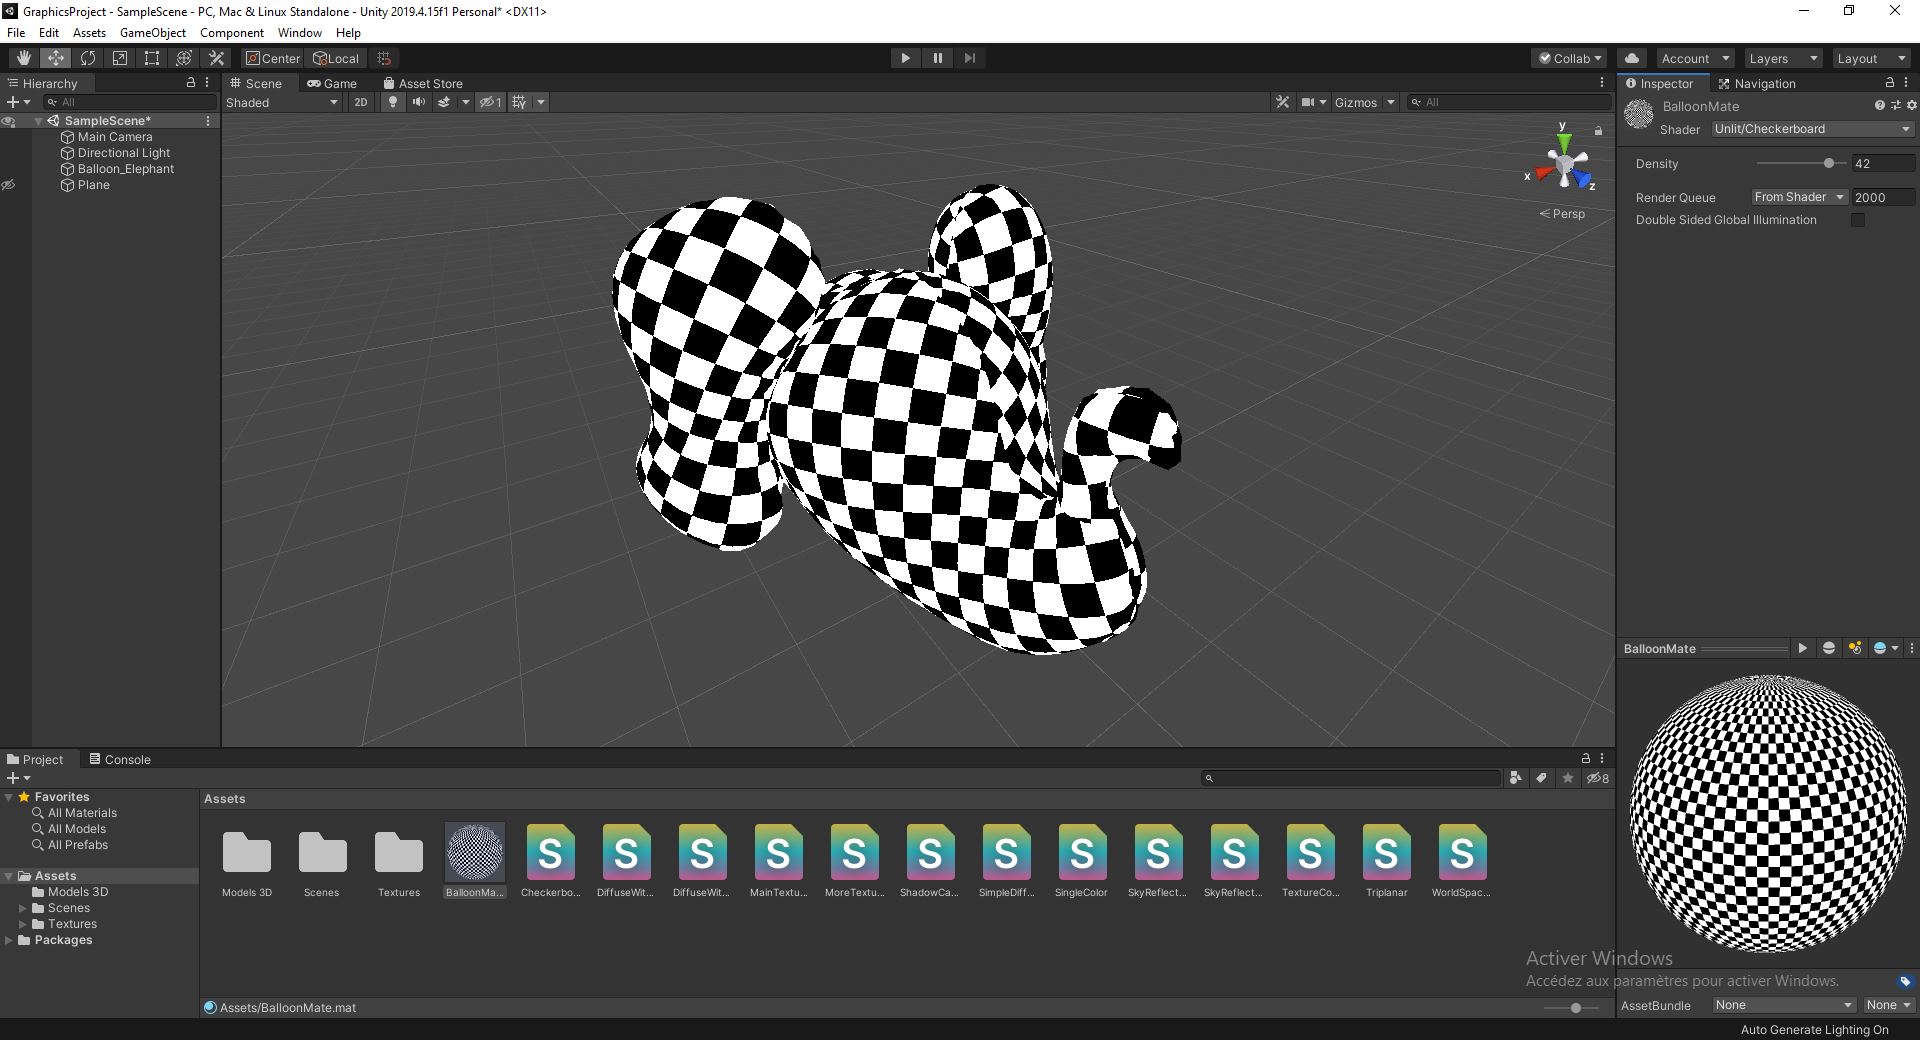 GraphicsProject - SampleScene - PC, Mac & Linux Standalone - Unity 2019.4.15f1 Personal* <DX11>
File Edit Assets GameObject Component Window Help
Center Local Collab Account Layers Layout
Hierarchy
All
SampleScene*
Main Camera
Directional Light
Balloon_Elephant
Plane
Scene Game Asset Store
Shaded 2D 1 Gizmos All
y
x
z
Persp
Inspector Navigation
BalloonMate
Shader Unlit/Checkerboard
Density 42
Render Queue From Shader 2000
Double Sided Global Illumination
BalloonMate
Project Console
8
Favorites
All Materials
All Models
All Prefabs
Assets
Models 3D
Scenes
Textures
Packages
Assets
S S S S S S S S S S S S S
Models 3D Scenes Textures BalloonMa... Checkerbo... DiffuseWit... DiffuseWit... MainTextu... MoreTextu... ShadowCa... SimpleDiff... SingleColor SkyReflect... SkyReflect... TextureCo... Triplanar WorldSpac...
Assets/BalloonMate.mat
Activer Windows
Accédez aux paramètres pour activer Windows.
AssetBundle None None
Auto Generate Lighting On